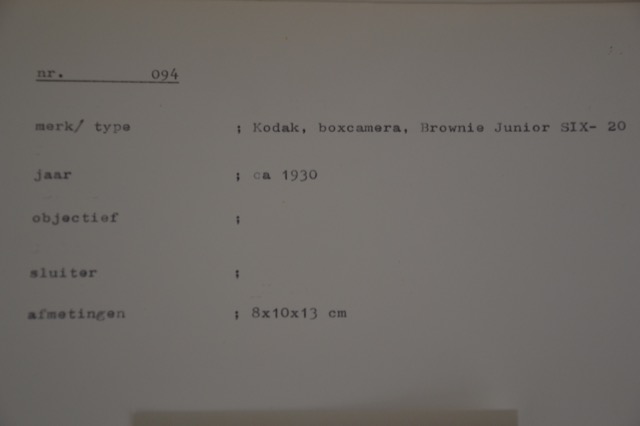 nr. 094
merk/ type ; Kodak, boxcamera, Brownie Junior SIX- 20
jaar ; ca 1930
objectief ;
sluiter ;
afmetingen ; 8x10x13 cm